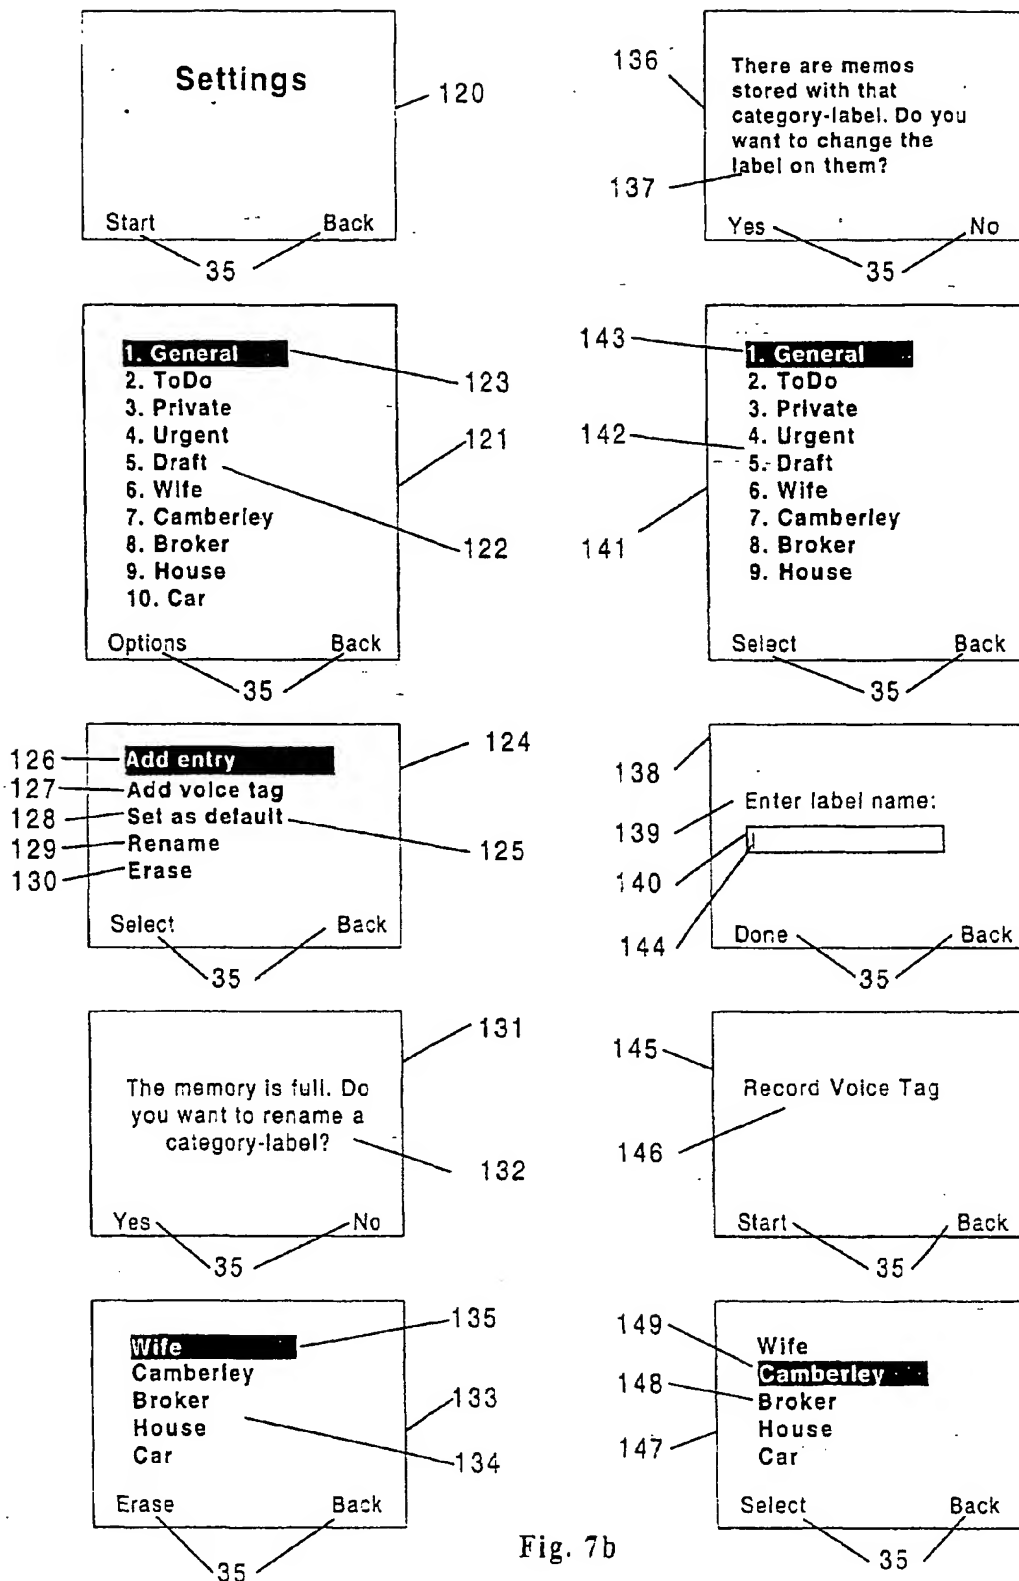 Settings
120
Start Back
35
1. General
2. ToDo
3. Private
4. Urgent
5. Draft
6. Wife
7. Camberley
8. Broker
9. House
10. Car
123
121
122
Options Back
35
126
127
128
129
130
Add entry
Add voice tag
Set as default
Rename
Erase
124
125
Select Back
35
131
The memory is full. Do
you want to rename a
category-label?
132
Yes No
35
135
Wife
Camberley
Broker
House
Car
133
134
Erase Back
35
136
There are memos
stored with that
category-label. Do you
want to change the
label on them?
137
Yes No
35
143
142
141
1. General
2. ToDo
3. Private
4. Urgent
5. Draft
6. Wife
7. Camberley
8. Broker
9. House
Select Back
35
138
139
140
144
Enter label name:
Done Back
35
145
Record Voice Tag
146
Start Back
35
149
148
147
Wife
Camberley
Broker
House
Car
Select Back
35
Fig. 7b